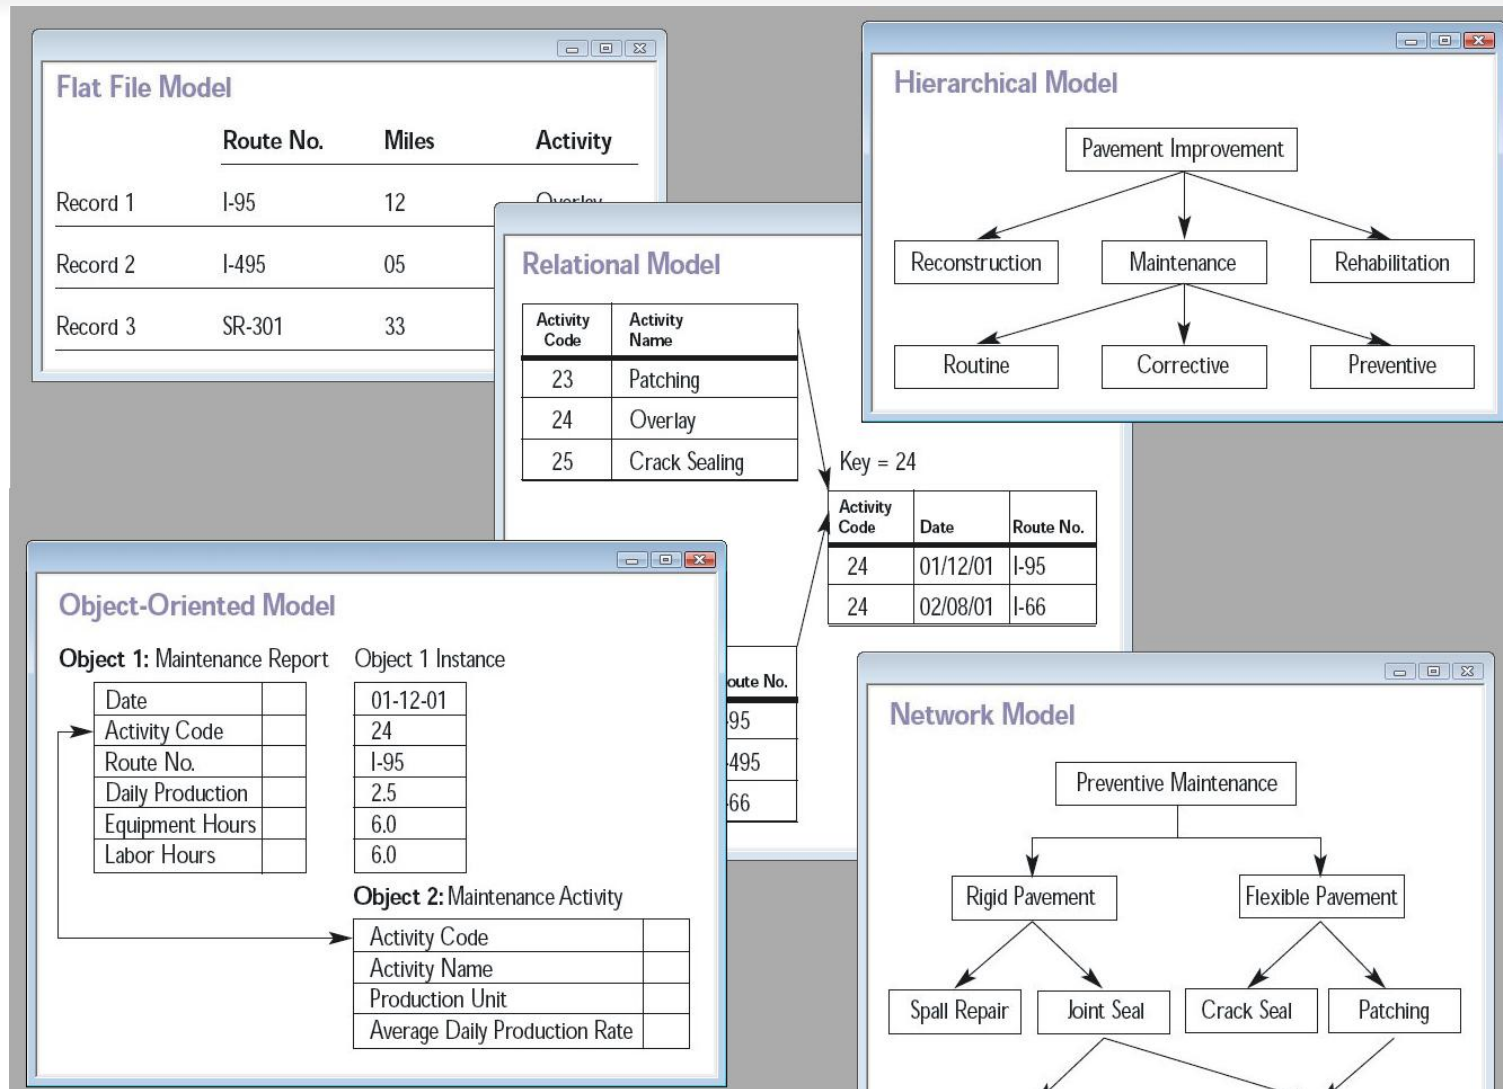 Flat File Model
Route No. Miles Activity
Record 1 I-95 12 Overlay
Record 2 I-495 05
Record 3 SR-301 33
Hierarchical Model
Pavement Improvement
Reconstruction Maintenance Rehabilitation
Routine Corrective Preventive
Relational Model
Activity Code Activity Name
23 Patching
24 Overlay
25 Crack Sealing
Key = 24
Activity Code Date Route No.
24 01/12/01 I-95
24 02/08/01 I-66
oute No.
-95
-495
-66
Object-Oriented Model
Object 1: Maintenance Report Object 1 Instance
Date 01-12-01
Activity Code 24
Route No. I-95
Daily Production 2.5
Equipment Hours 6.0
Labor Hours 6.0
Object 2: Maintenance Activity
Activity Code
Activity Name
Production Unit
Average Daily Production Rate
Network Model
Preventive Maintenance
Rigid Pavement Flexible Pavement
Spall Repair Joint Seal Crack Seal Patching